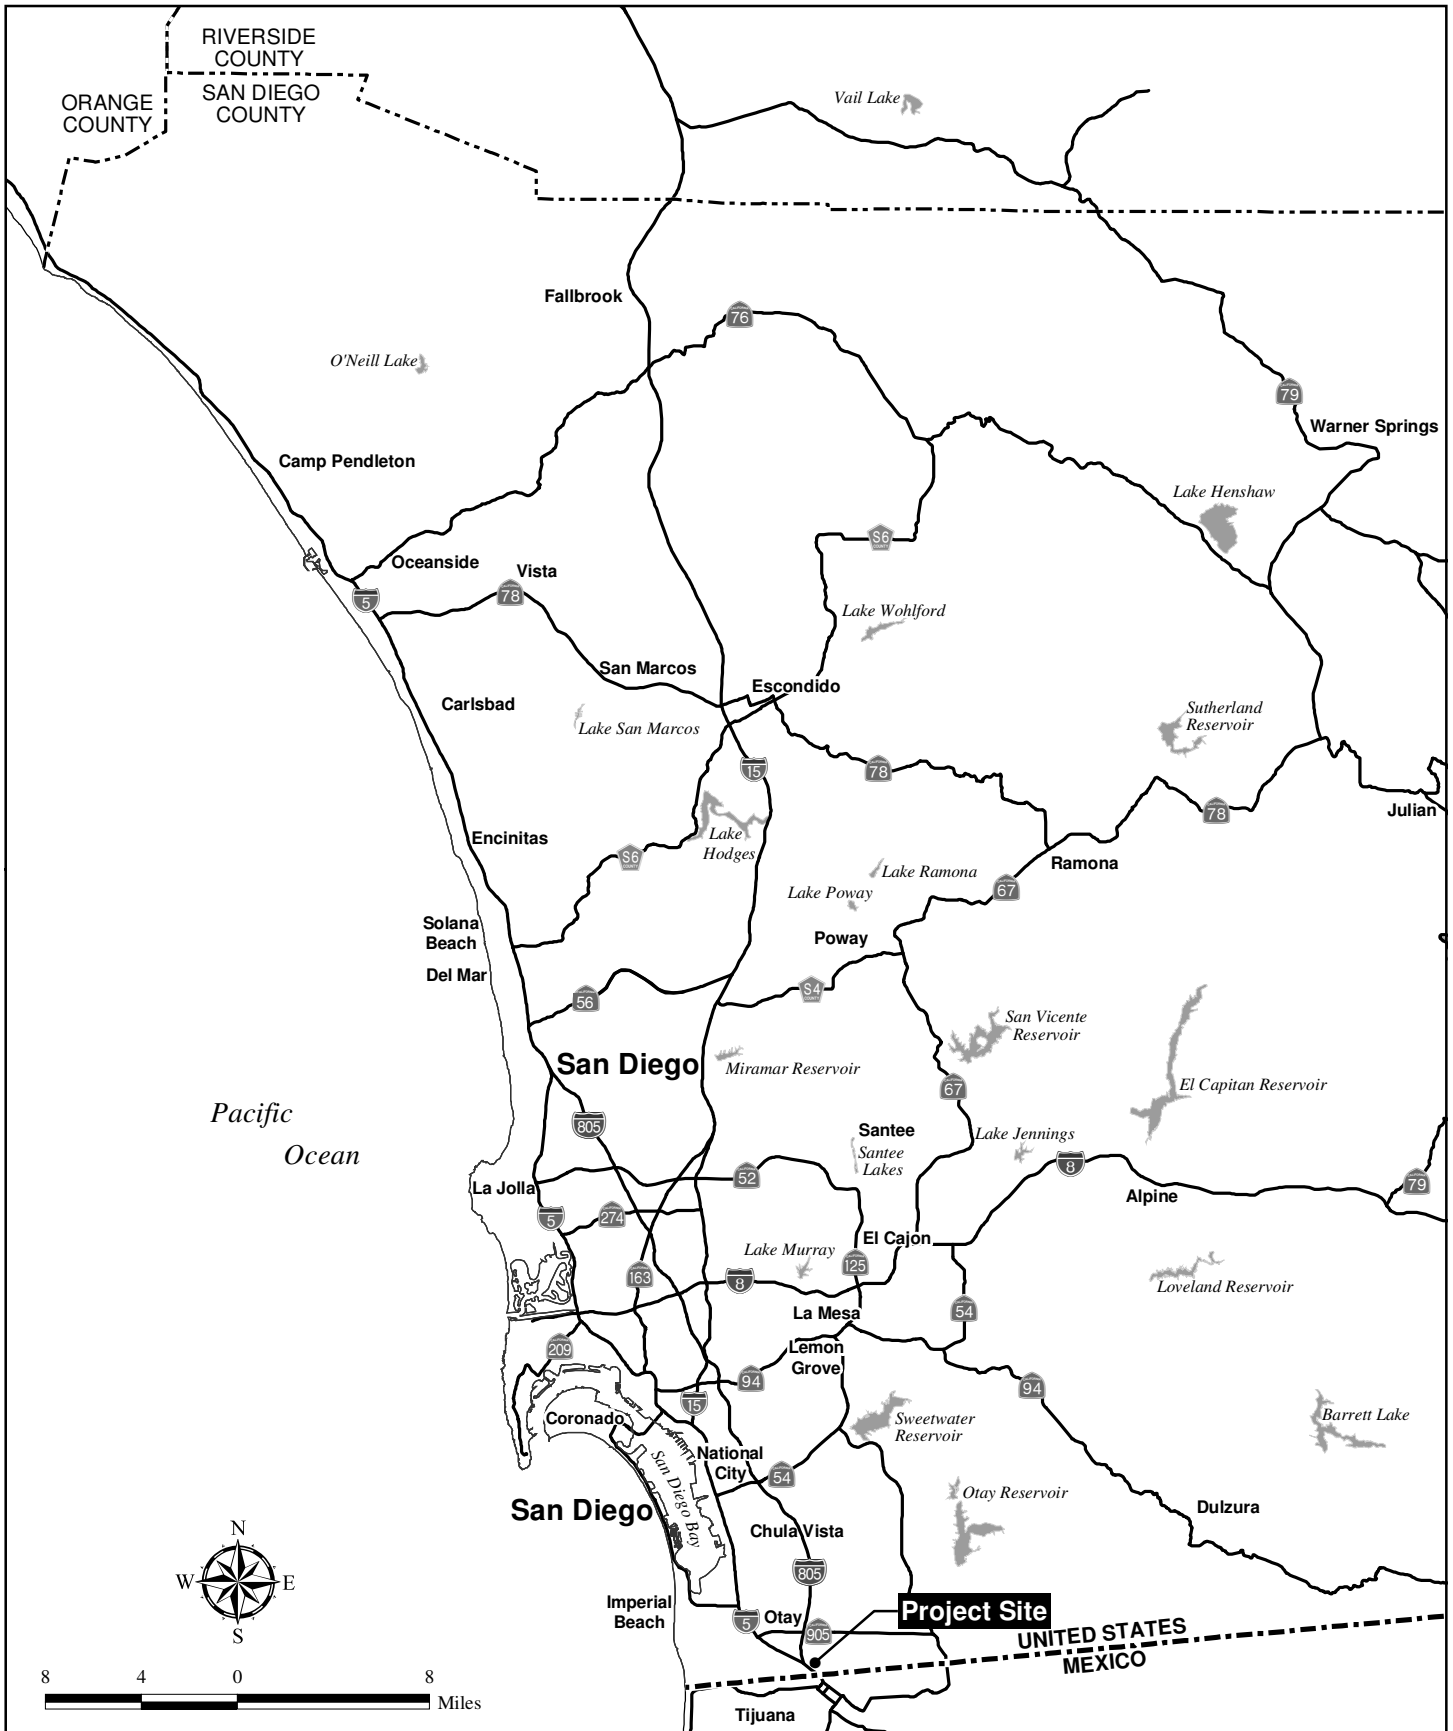 RIVERSIDE
COUNTY
ORANGE
COUNTY
SAN DIEGO
COUNTY
Vail Lake
Fallbrook
76
O'Neill Lake
79
Warner Springs
Camp Pendleton
Lake Henshaw
S6
COUNTY
Oceanside
Vista
5
78
Lake Wohlford
San Marcos
Escondido
Carlsbad
Lake San Marcos
Sutherland
Reservoir
15
78
78
Julian
Encinitas
Lake
Hodges
S6
COUNTY
Ramona
Lake Ramona
67
Lake Poway
Solana
Beach
Poway
Del Mar
56
S4
COUNTY
San Vicente
Reservoir
San Diego
Miramar Reservoir
67
El Capitan Reservoir
Pacific
Ocean
805
Santee
Santee
Lakes
Lake Jennings
8
52
La Jolla
Alpine
79
5
274
El Cajon
Lake Murray
125
163
8
Loveland Reservoir
La Mesa
54
209
Lemon
Grove
94
94
15
Coronado
Sweetwater
Reservoir
Barrett Lake
National
City
54
San Diego Bay
Otay Reservoir
San Diego
Dulzura
Chula Vista
805
Imperial
Beach
5
Otay
905
Project Site
UNITED STATES
MEXICO
Tijuana
N
W
E
S
8 4 0 8
Miles